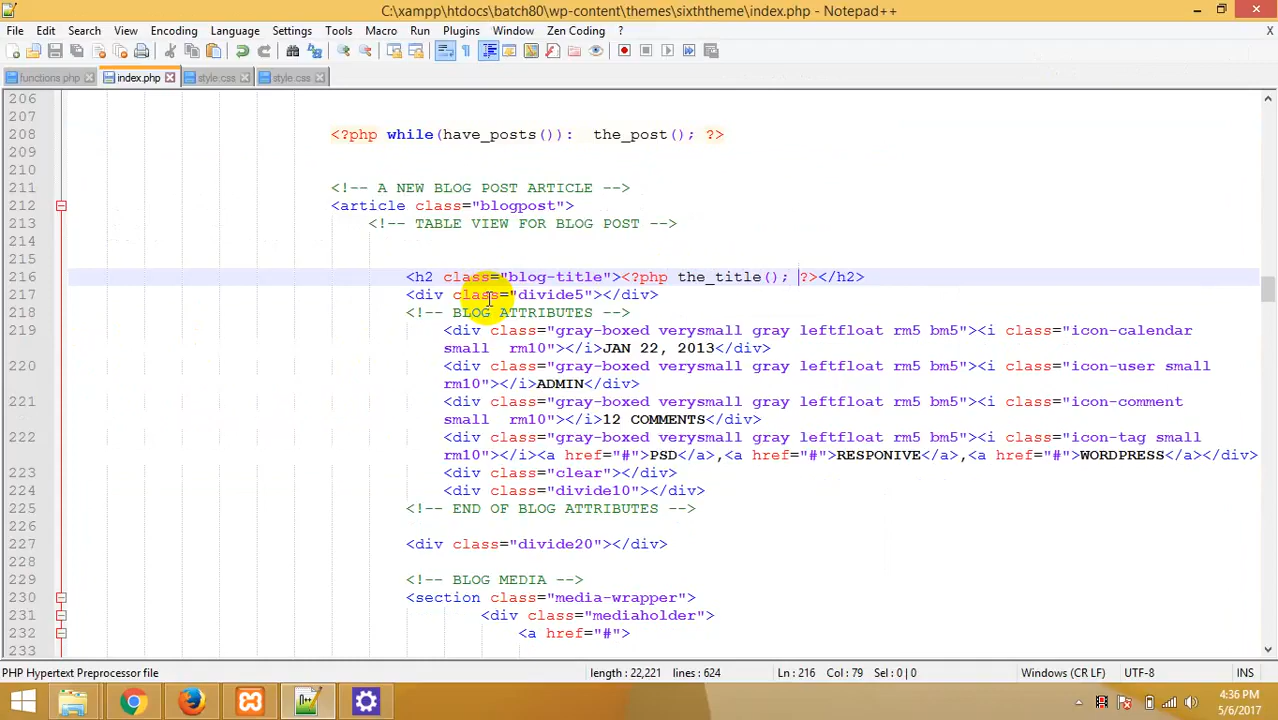 C:\xampp\htdocs\batch80\wp-content\themes\sixththeme\index.php - Notepad++
File Edit Search View Encoding Language Settings Tools Macro Run Plugins Window Zen Coding ? X
functions.php index.php style.css style.css
206
207
208 <?php while(have_posts()): the_post(); ?>
209
210
211 <!-- A NEW BLOG POST ARTICLE -->
212 <article class="blogpost">
213 <!-- TABLE VIEW FOR BLOG POST -->
214
215
216 <h2 class="blog-title"><?php the_title(); ?></h2>
217 <div class="divide5"></div>
218 <!-- BLOG ATTRIBUTES -->
219 <div class="gray-boxed verysmall gray leftfloat rm5 bm5"><i class="icon-calendar
small rm10"></i>JAN 22, 2013</div>
220 <div class="gray-boxed verysmall gray leftfloat rm5 bm5"><i class="icon-user small
rm10"></i>ADMIN</div>
221 <div class="gray-boxed verysmall gray leftfloat rm5 bm5"><i class="icon-comment
small rm10"></i>12 COMMENTS</div>
222 <div class="gray-boxed verysmall gray leftfloat rm5 bm5"><i class="icon-tag small
rm10"></i><a href="#">PSD</a>,<a href="#">RESPONIVE</a>,<a href="#">WORDPRESS</a></div>
223 <div class="clear"></div>
224 <div class="divide10"></div>
225 <!-- END OF BLOG ATTRIBUTES -->
226
227 <div class="divide20"></div>
228
229 <!-- BLOG MEDIA -->
230 <section class="media-wrapper">
231 <div class="mediaholder">
232 <a href="#">
233
PHP Hypertext Preprocessor file length : 22,221 lines : 624 Ln : 216 Col : 79 Sel : 0 | 0 Windows (CR LF) UTF-8 INS
4:36 PM
5/6/2017